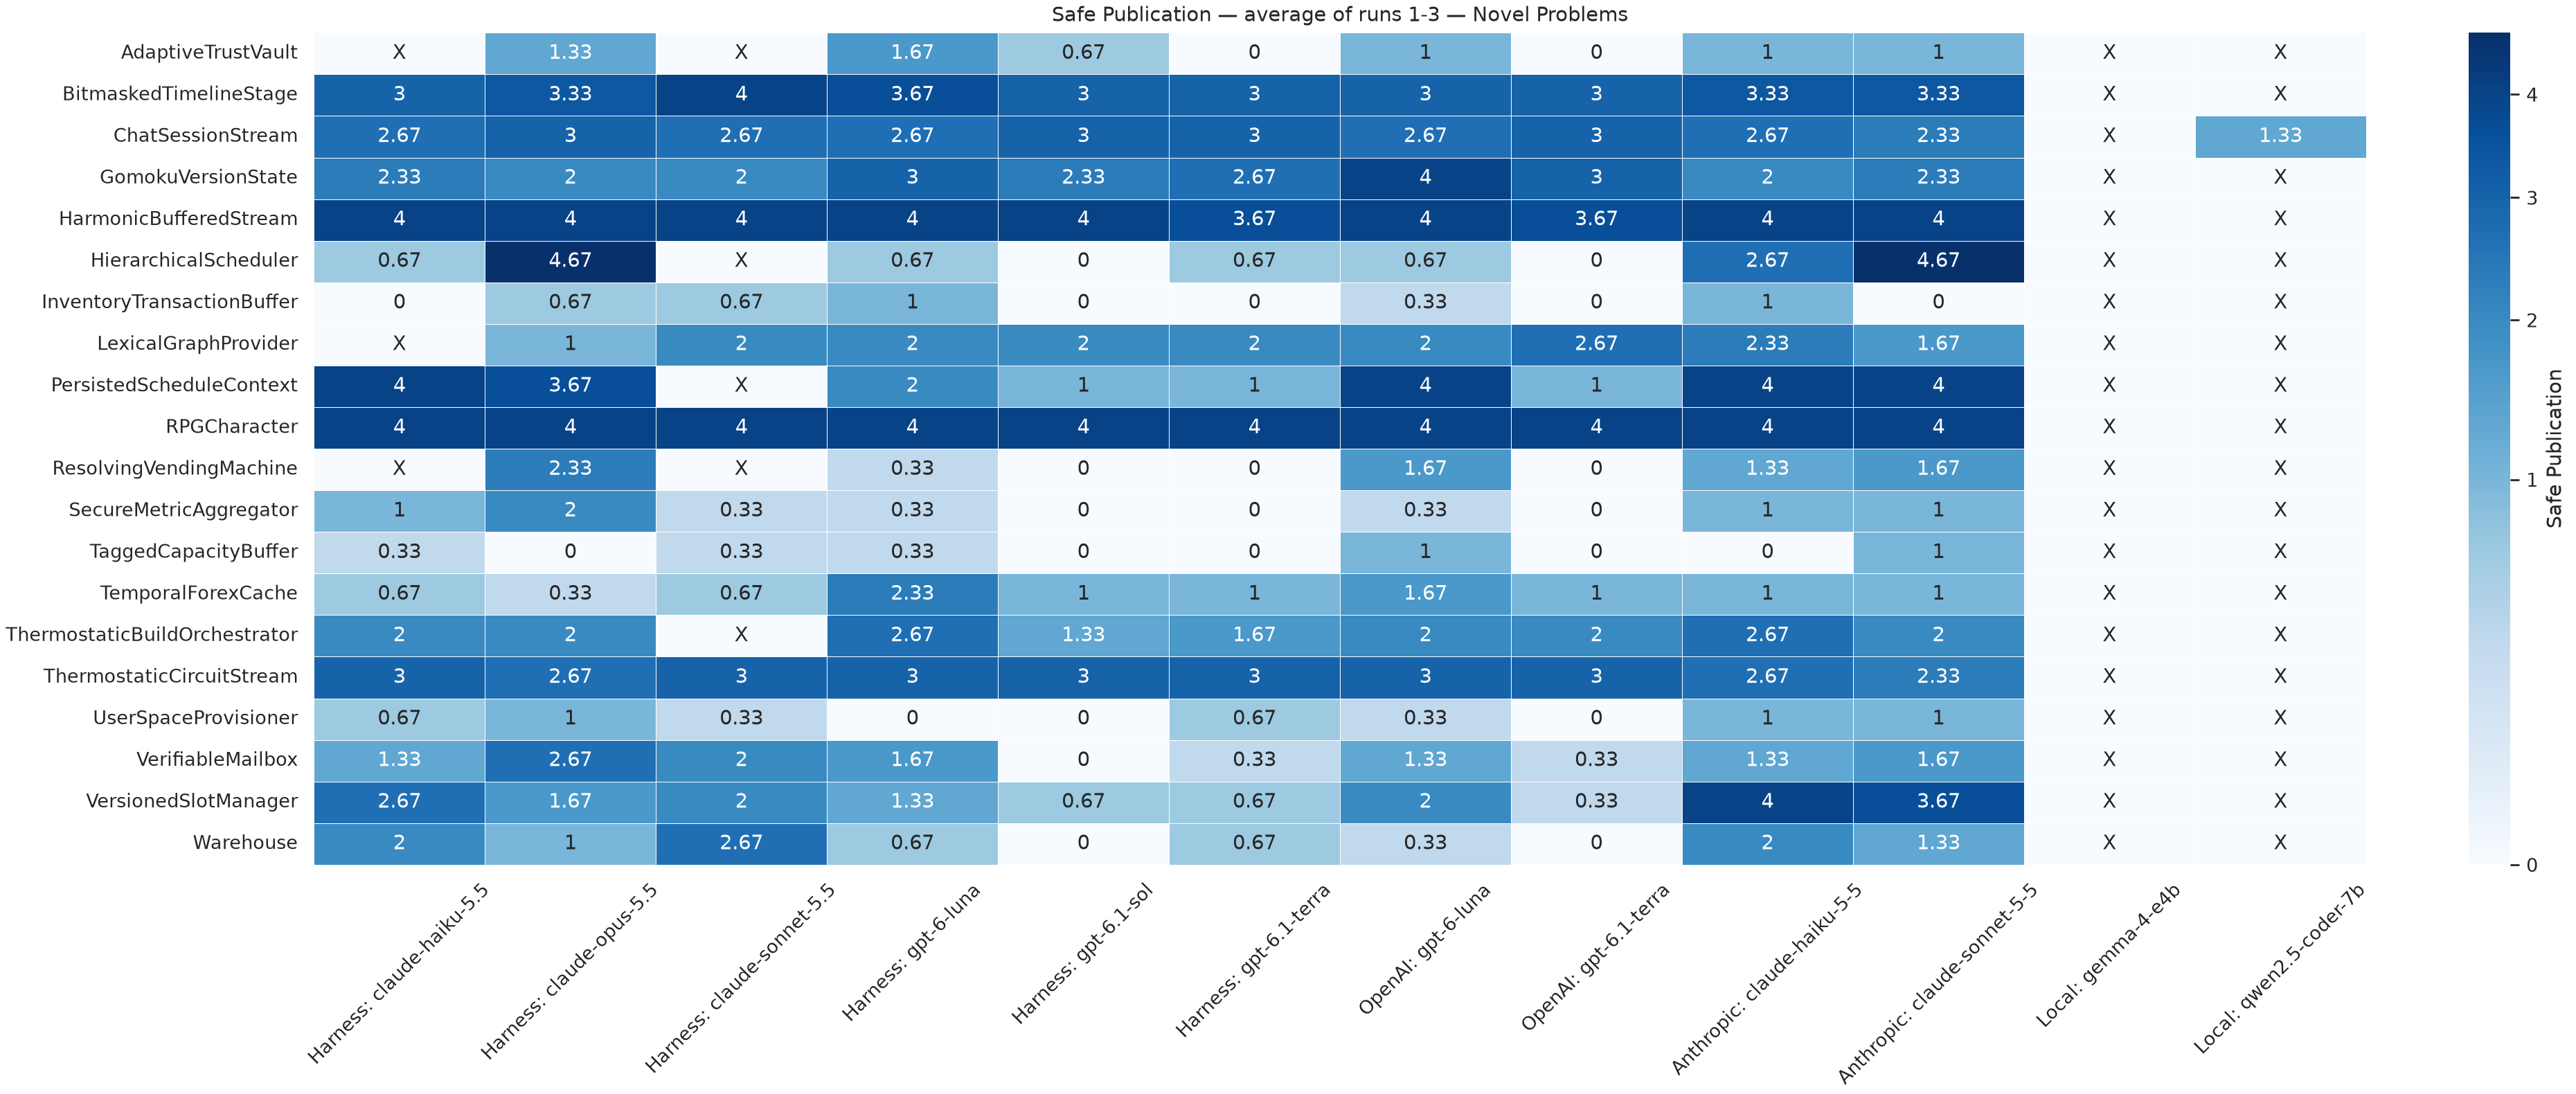 Safe Publication — average of runs 1-3 — Novel Problems
AdaptiveTrustVault X 1.33 X 1.67 0.67 0 1 0 1 1 X X
BitmaskedTimelineStage 3 3.33 4 3.67 3 3 3 3 3.33 3.33 X X
ChatSessionStream 2.67 3 2.67 2.67 3 3 2.67 3 2.67 2.33 X 1.33
GomokuVersionState 2.33 2 2 3 2.33 2.67 4 3 2 2.33 X X
HarmonicBufferedStream 4 4 4 4 4 3.67 4 3.67 4 4 X X
HierarchicalScheduler 0.67 4.67 X 0.67 0 0.67 0.67 0 2.67 4.67 X X
InventoryTransactionBuffer 0 0.67 0.67 1 0 0 0.33 0 1 0 X X
LexicalGraphProvider X 1 2 2 2 2 2 2.67 2.33 1.67 X X
PersistedScheduleContext 4 3.67 X 2 1 1 4 1 4 4 X X
RPGCharacter 4 4 4 4 4 4 4 4 4 4 X X
ResolvingVendingMachine X 2.33 X 0.33 0 0 1.67 0 1.33 1.67 X X
SecureMetricAggregator 1 2 0.33 0.33 0 0 0.33 0 1 1 X X
TaggedCapacityBuffer 0.33 0 0.33 0.33 0 0 1 0 0 1 X X
TemporalForexCache 0.67 0.33 0.67 2.33 1 1 1.67 1 1 1 X X
ThermostaticBuildOrchestrator 2 2 X 2.67 1.33 1.67 2 2 2.67 2 X X
ThermostaticCircuitStream 3 2.67 3 3 3 3 3 3 2.67 2.33 X X
UserSpaceProvisioner 0.67 1 0.33 0 0 0.67 0.33 0 1 1 X X
VerifiableMailbox 1.33 2.67 2 1.67 0 0.33 1.33 0.33 1.33 1.67 X X
VersionedSlotManager 2.67 1.67 2 1.33 0.67 0.67 2 0.33 4 3.67 X X
Warehouse 2 1 2.67 0.67 0 0.67 0.33 0 2 1.33 X X
Harness: claude-haiku-5.5
Harness: claude-opus-5.5
Harness: claude-sonnet-5.5
Harness: gpt-6-luna
Harness: gpt-6.1-sol
Harness: gpt-6.1-terra
OpenAI: gpt-6-luna
OpenAI: gpt-6.1-terra
Anthropic: claude-haiku-5-5
Anthropic: claude-sonnet-5-5
Local: gemma-4-e4b
Local: qwen2.5-coder-7b
4
3
2
1
0
Safe Publication